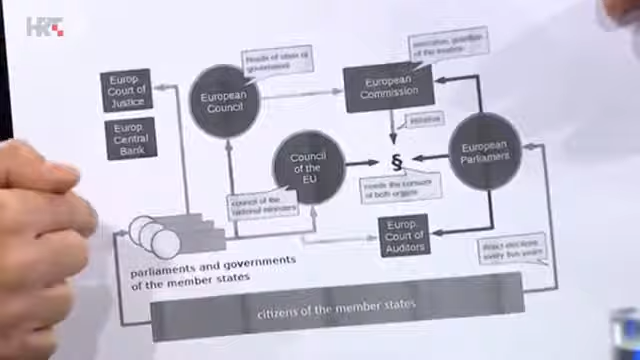 HRT
heads of state or
government
executive, guardian
of the treaties
Europ.
Court of
Justice
European
Council
European
Commission
Europ.
Central
Bank
initiative
Council
of the
EU
§
European
Parliament
needs the consent
of both organs
council of the
national ministers
Europ.
Court of
Auditors
direct elections
every five years
parliaments and governments
of the member states
citizens of the member states